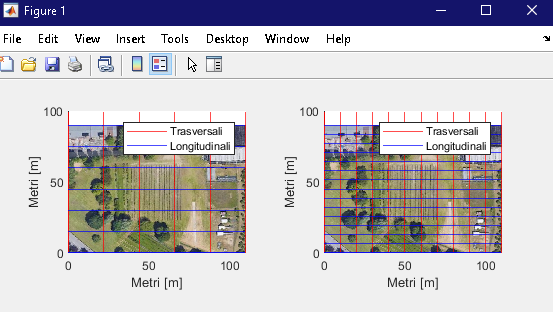 Figure 1
File Edit View Insert Tools Desktop Window Help
100
50
0
0 50 100
Metri [m]
Metri [m]
Trasversali
Longitudinali
100
50
0
0 50 100
Metri [m]
Metri [m]
Trasversali
Longitudinali